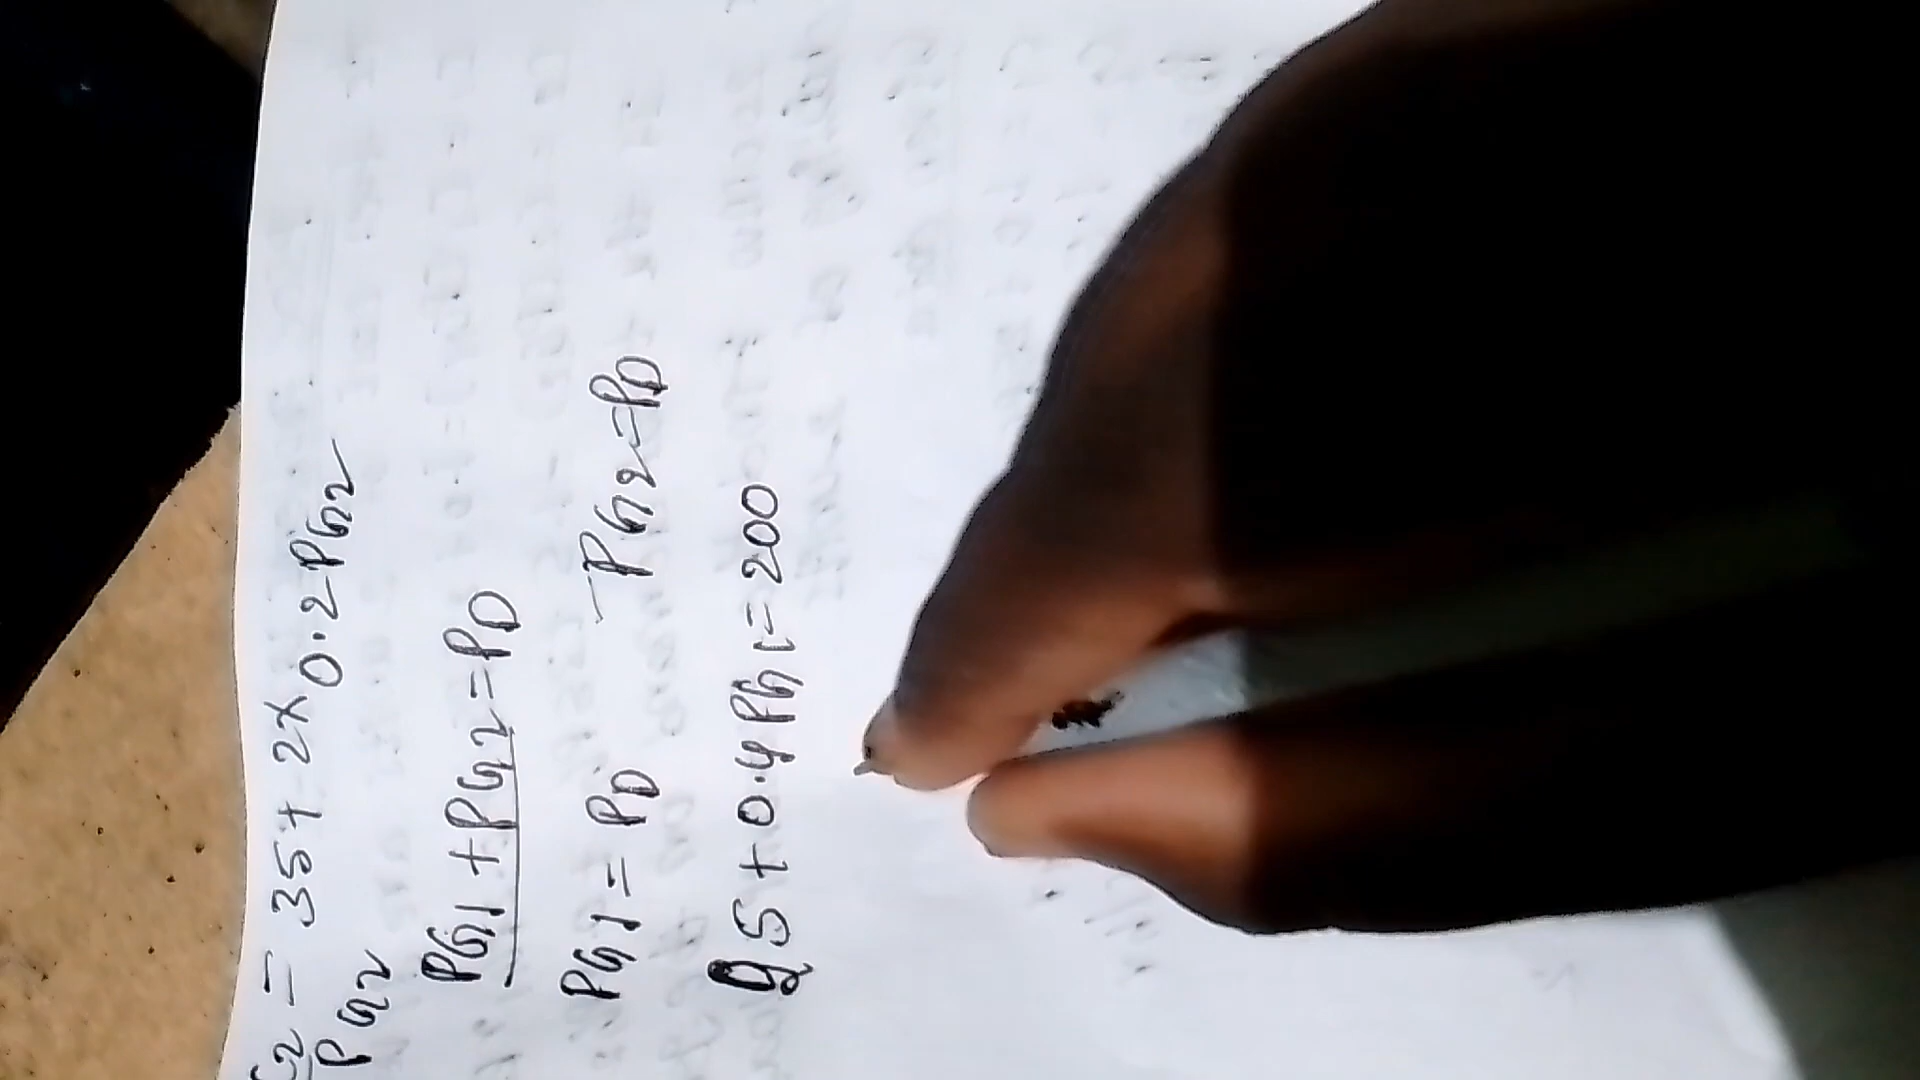 C2 = 35 + 2 × 0.2 PG2
PG2
PG1 + PG2 = PD
PG1 = PD - PG2 = PD
25 + 0.4 PG1 = 200